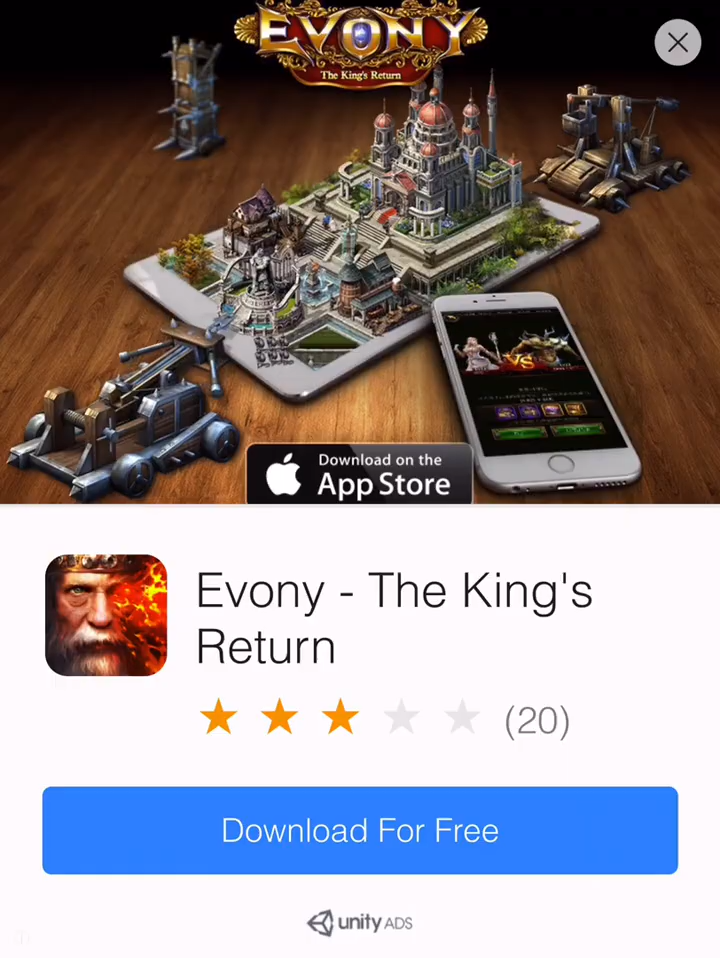 EVONY
The King's Return
VS
Download on the
App Store
Evony - The King's
Return
(20)
Download For Free
unity ADS